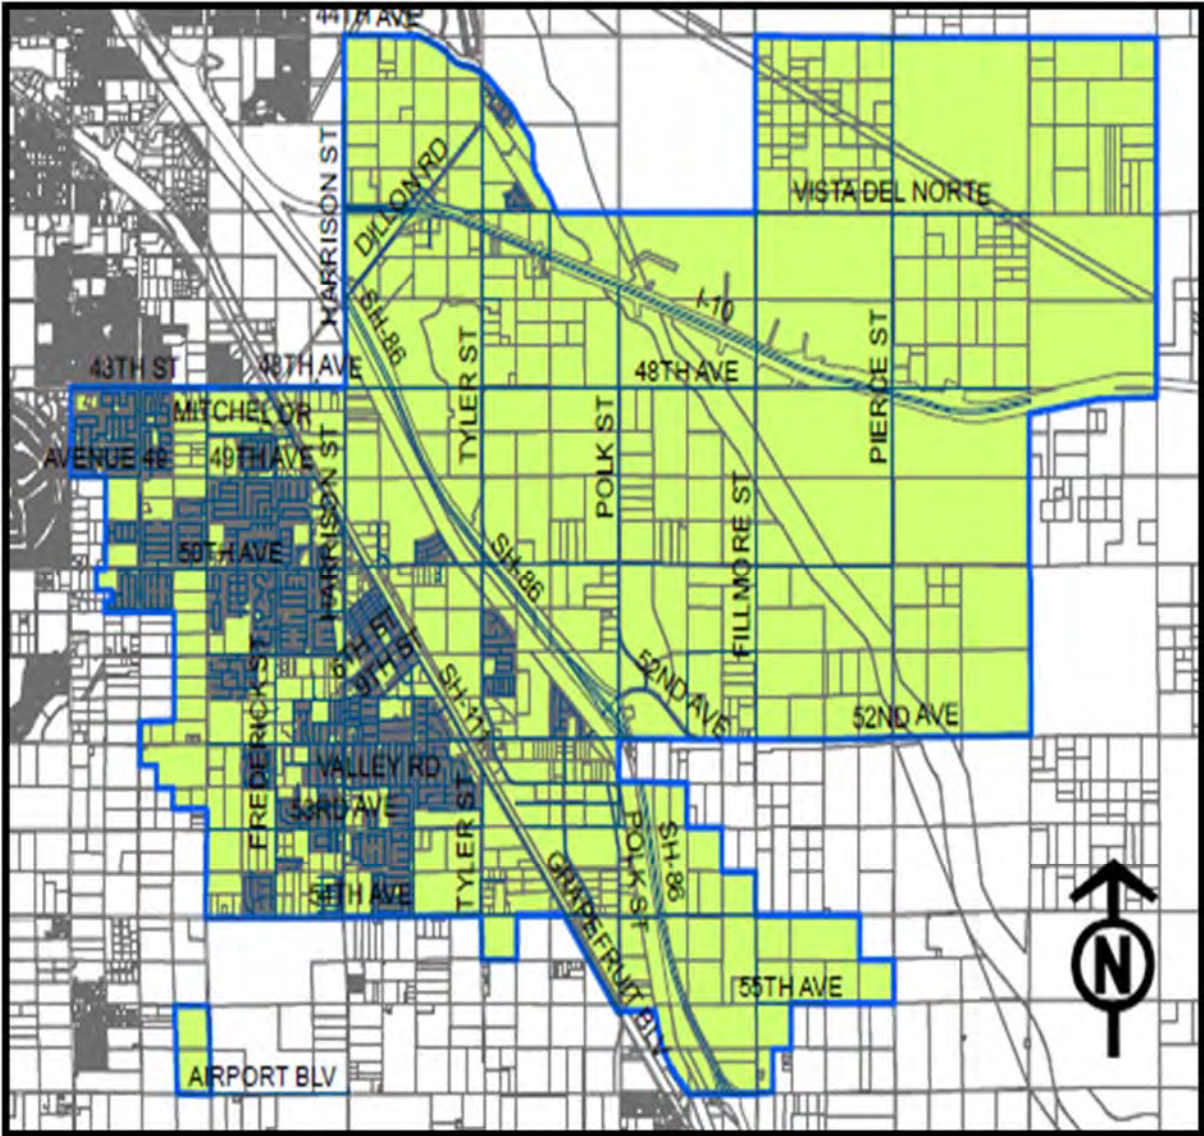 44TH AVE
HARRISON ST
DILLON RD
VISTA DEL NORTE
SH-86
I-10
TYLER ST
PIERCE ST
43TH ST
48TH AVE
48TH AVE
MITCHEL DR
POLK ST
AVENUE 49
49TH AVE
HARRISON ST
FILLMORE ST
50TH AVE
SH-86
6TH ST
9TH ST
FREDERICK ST
SH-111
52ND AVE
52ND AVE
VALLEY RD
53RD AVE
TYLER ST
POLK ST
SH-86
54TH AVE
GRAPEFRUIT BLV
55TH AVE
N
AIRPORT BLV